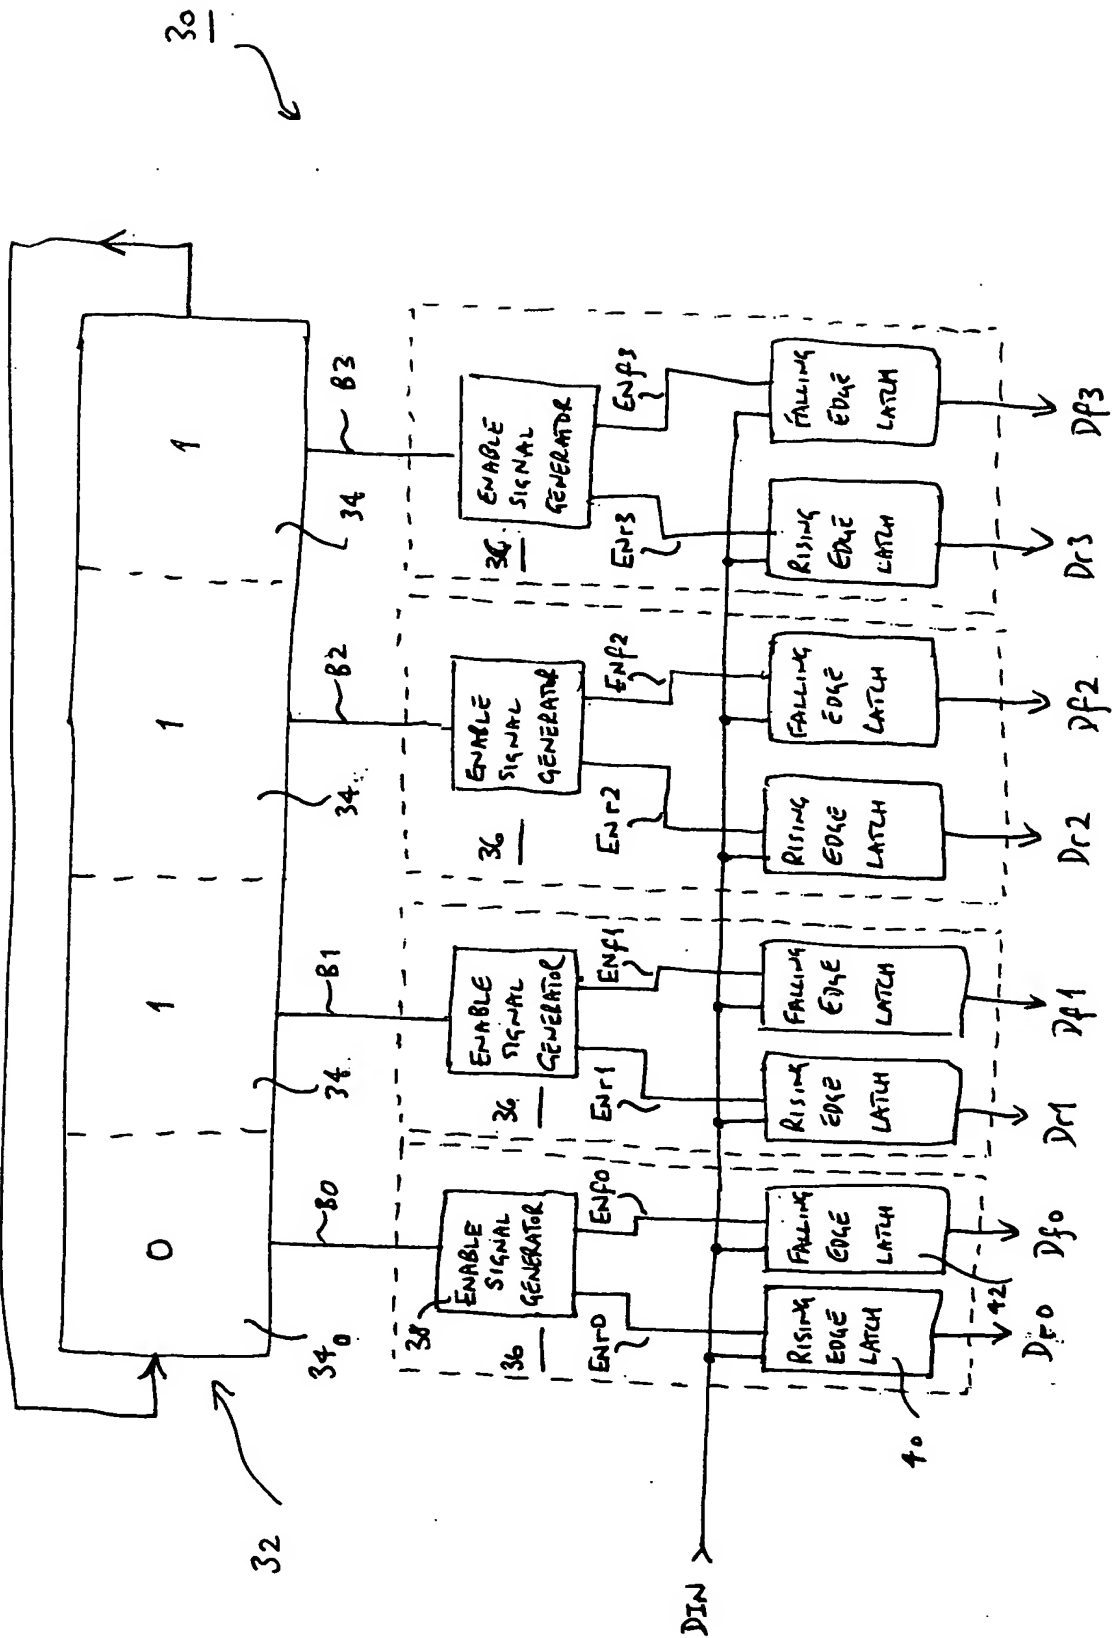 30
32
0
1
1
1
34₀
34
34
34
B0
B1
B2
B3
ENABLE
SIGNAL
GENERATOR
38
36
ENABLE
SIGNAL
GENERATOR
36
ENABLE
SIGNAL
GENERATOR
36
ENABLE
SIGNAL
GENERATOR
36
ENr0
ENf0
ENr1
ENf1
ENr2
ENf2
ENr3
ENf3
DIN
RISING
EDGE
LATCH
40
FALLING
EDGE
LATCH
42
RISING
EDGE
LATCH
FALLING
EDGE
LATCH
RISING
EDGE
LATCH
FALLING
EDGE
LATCH
RISING
EDGE
LATCH
FALLING
EDGE
LATCH
Dr0
Df0
Dr1
Df1
Dr2
Df2
Dr3
Df3